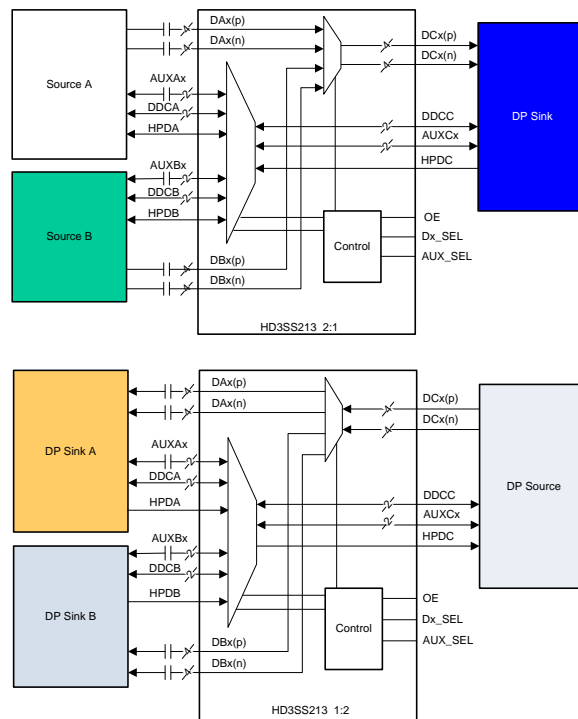 DAx(p)
DAx(n)
DCx(p)
DCx(n)
Source A
AUXAx
DDCA
HPDA
DP Sink
DDCC
AUXCx
HPDC
AUXBx
DDCB
HPDB
Source B
Control
OE
Dx_SEL
AUX_SEL
DBx(p)
DBx(n)
HD3SS213 2:1
DAx(p)
DAx(n)
DCx(p)
DCx(n)
DP Sink A
AUXAx
DDCA
HPDA
DP Source
DDCC
AUXCx
HPDC
AUXBx
DDCB
HPDB
DP Sink B
Control
OE
Dx_SEL
AUX_SEL
DBx(p)
DBx(n)
HD3SS213 1:2